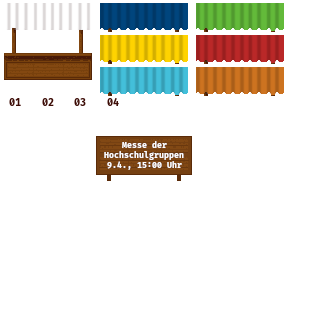 01 02 03 04
Messe der
Hochschulgruppen
9.4., 15:00 Uhr